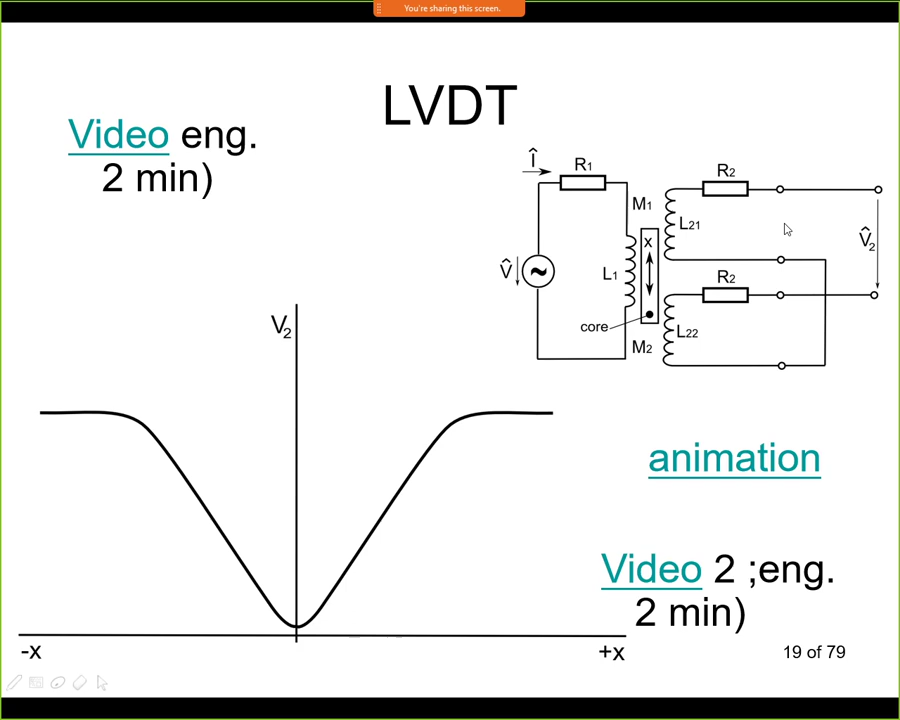 You're sharing this screen.
LVDT
Video eng.
2 min)
Î
R1
R2
M1
L21
x
V̂
L1
V̂2
R2
core
L22
M2
V2
animation
Video 2 ;eng.
2 min)
-x
+x
19 of 79